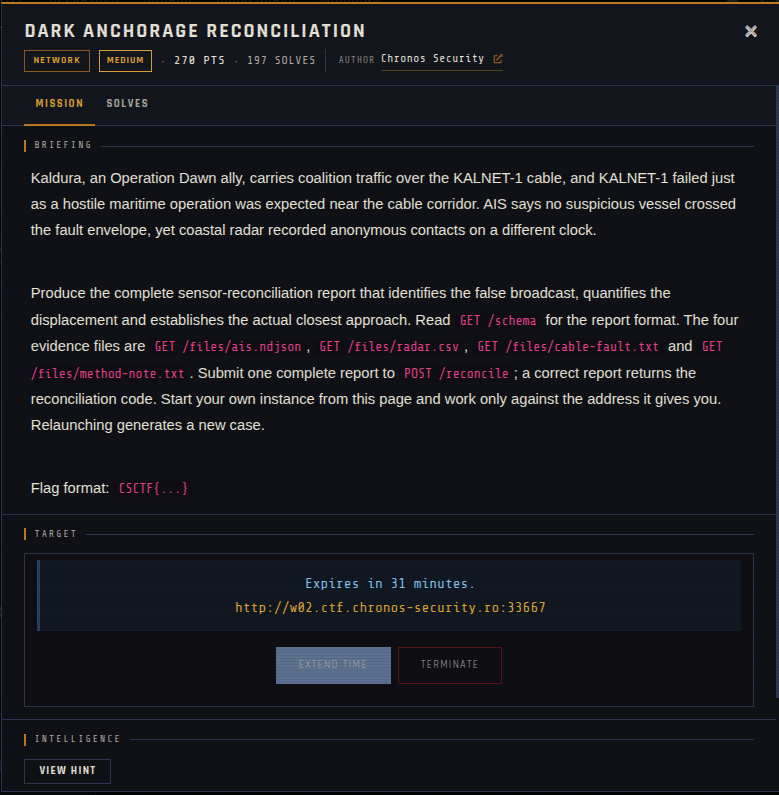 DARK ANCHORAGE RECONCILIATION
NETWORK MEDIUM · 270 PTS · 197 SOLVES AUTHOR Chronos Security
MISSION SOLVES
BRIEFING
Kaldura, an Operation Dawn ally, carries coalition traffic over the KALNET-1 cable, and KALNET-1 failed just
as a hostile maritime operation was expected near the cable corridor. AIS says no suspicious vessel crossed
the fault envelope, yet coastal radar recorded anonymous contacts on a different clock.
Produce the complete sensor-reconciliation report that identifies the false broadcast, quantifies the
displacement and establishes the actual closest approach. Read GET /schema for the report format. The four
evidence files are GET /files/ais.ndjson , GET /files/radar.csv , GET /files/cable-fault.txt and GET
/files/method-note.txt . Submit one complete report to POST /reconcile ; a correct report returns the
reconciliation code. Start your own instance from this page and work only against the address it gives you.
Relaunching generates a new case.
Flag format: CSCTF{...}
TARGET
Expires in 31 minutes.
http://w02.ctf.chronos-security.ro:33667
EXTEND TIME TERMINATE
INTELLIGENCE
VIEW HINT